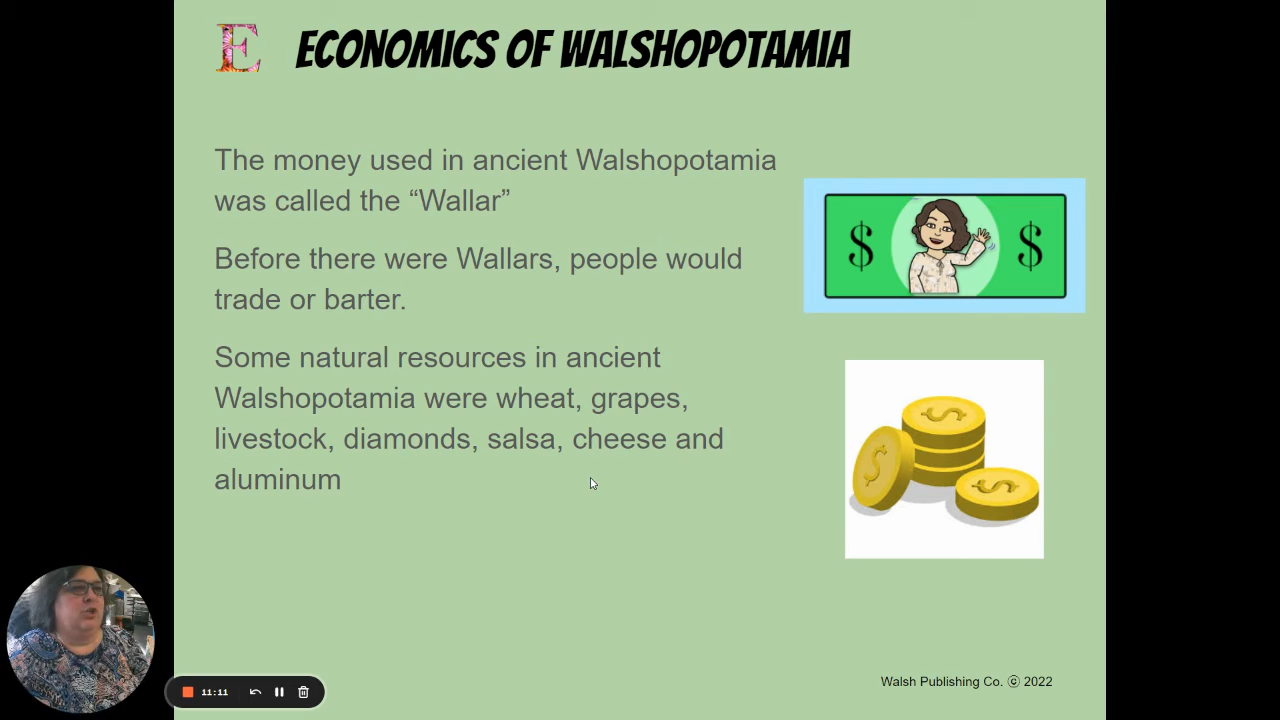 E ECONOMICS OF WALSHOPOTAMIA
The money used in ancient Walshopotamia
was called the “Wallar”
Before there were Wallars, people would
trade or barter.
Some natural resources in ancient
Walshopotamia were wheat, grapes,
livestock, diamonds, salsa, cheese and
aluminum
$ $
$
$ $
11:11
Walsh Publishing Co. ⓒ 2022